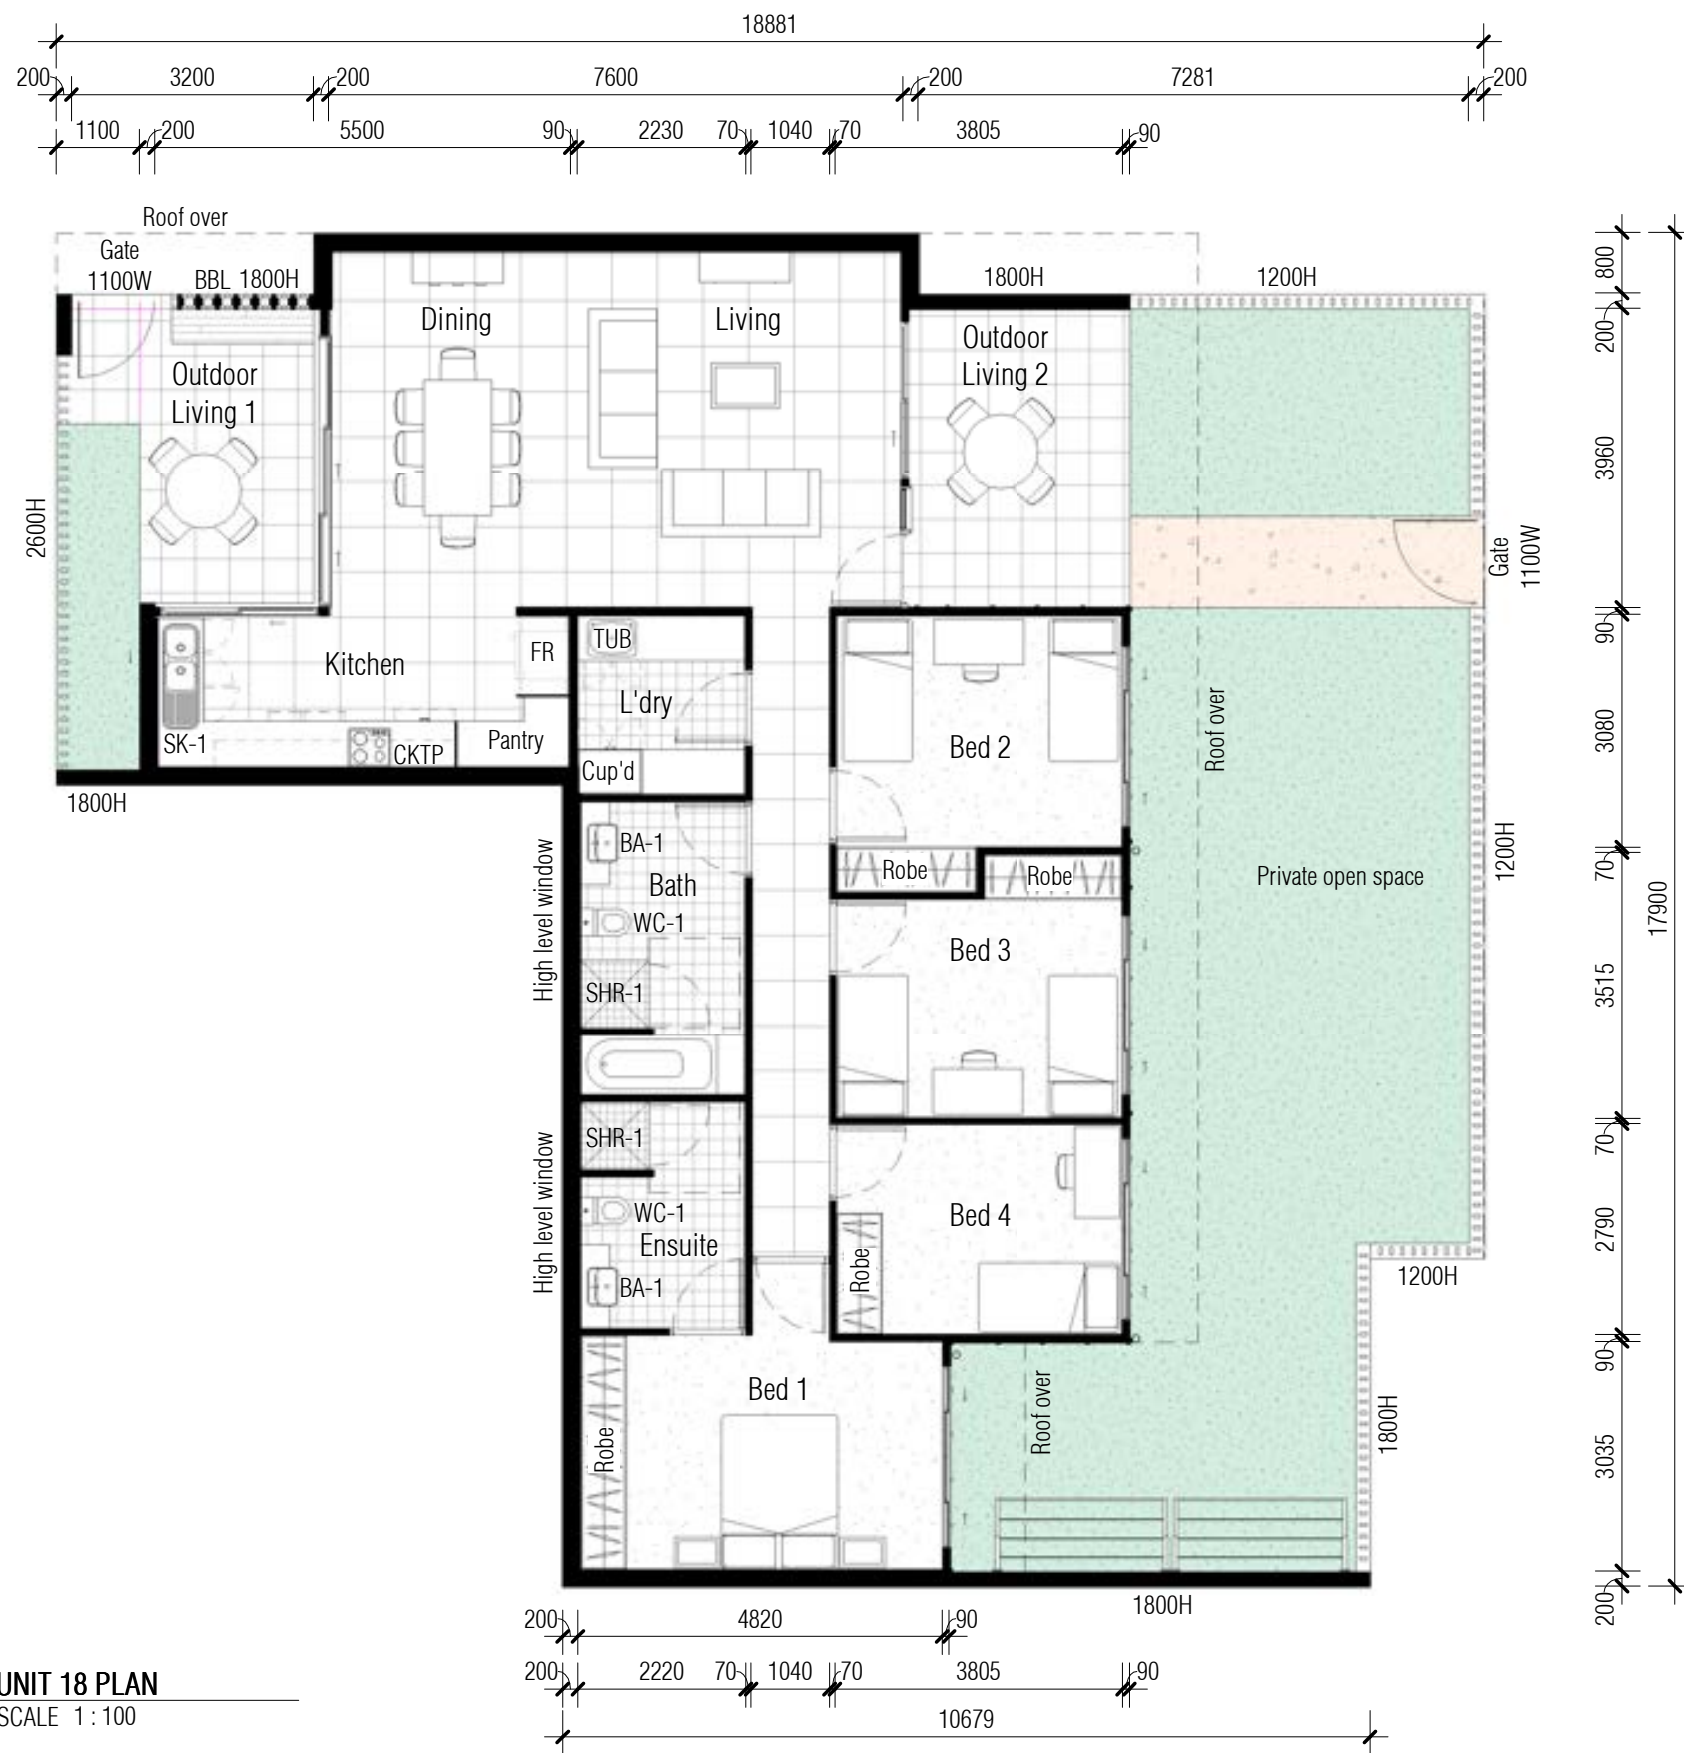 18881
200 3200 200 7600 200 7281 200
1100 200 5500 90 2230 70 1040 70 3805 90
Roof over
Gate
1100W
BBL 1800H
1800H
1200H
Dining
Living
Outdoor
Living 1
Outdoor
Living 2
2600H
Gate
1100W
Kitchen
FR
TUB
L'dry
SK-1
CKTP
Pantry
Cup'd
1800H
Bed 2
Roof over
BA-1
Bath
WC-1
SHR-1
High level window
Robe
Robe
Bed 3
Private open space
1200H
SHR-1
WC-1
Ensuite
BA-1
High level window
Bed 4
Robe
1200H
Bed 1
Robe
Roof over
1800H
1800H
800
200
3960
90
3080
70
3515
70
2790
90
3035
200
17900
200 4820 90
200 2220 70 1040 70 3805 90
10679
UNIT 18 PLAN
SCALE 1 : 100